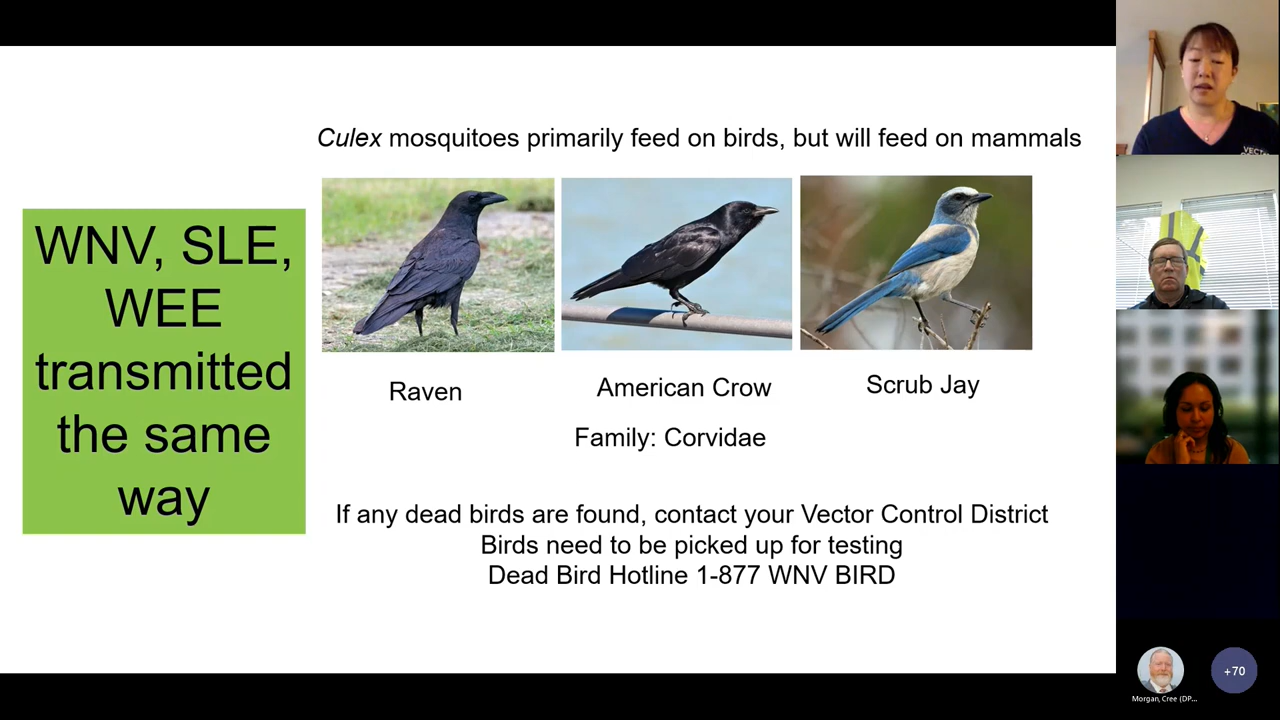 Culex mosquitoes primarily feed on birds, but will feed on mammals
WNV, SLE,
WEE
transmitted
the same
way
Raven
American Crow
Scrub Jay
Family: Corvidae
If any dead birds are found, contact your Vector Control District
Birds need to be picked up for testing
Dead Bird Hotline 1-877 WNV BIRD
VECT
Morgan, Cree (DP...
+70